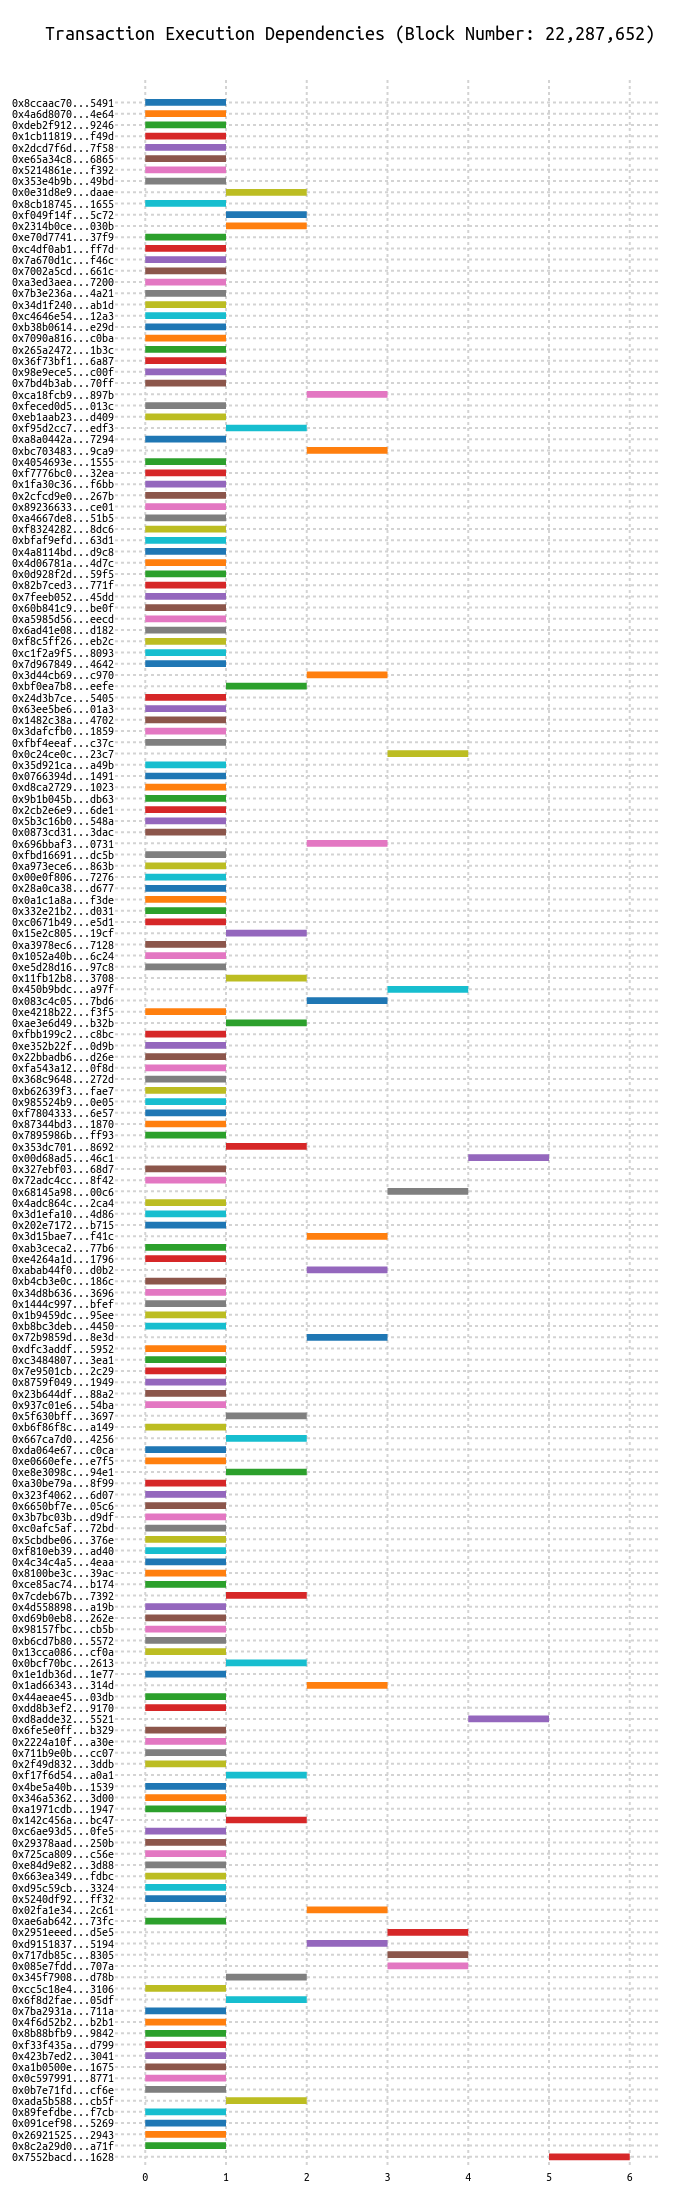 Transaction Execution Dependencies (Block Number: 22,287,652)
0x8ccaac70...5491
0x4a6d8070...4e64
0xdeb2f912...9246
0x1cb11819...f49d
0x2dcd7f6d...7f58
0xe65a34c8...6865
0x5214861e...f392
0x353e4b9b...49bd
0x0e31d8e9...daae
0x8cb18745...1655
0xf049f14f...5c72
0x2314b0ce...030b
0xe70d7741...37f9
0xc4df0ab1...ff7d
0x7a670d1c...f46c
0x7002a5cd...661c
0xa3ed3aea...7200
0x7b3e236a...4a21
0x34d1f240...ab1d
0xc4646e54...12a3
0xb38b0614...e29d
0x7090a816...c0ba
0x265a2472...1b3c
0x36f73bf1...6a87
0x98e9ece5...c00f
0x7bd4b3ab...70ff
0xca18fcb9...897b
0xfeced0d5...013c
0xeb1aab23...d409
0xf95d2cc7...edf3
0xa8a0442a...7294
0xbc703483...9ca9
0x4054693e...1555
0xf7776bc0...32ea
0x1fa30c36...f6bb
0x2cfcd9e0...267b
0x89236633...ce01
0xa4667de8...51b5
0xf8324282...8dc6
0xbfaf9efd...63d1
0x4a8114bd...d9c8
0x4d06781a...4d7c
0x0d928f2d...59f5
0x82b7ced3...771f
0x7feeb052...45dd
0x60b841c9...be0f
0xa5985d56...eecd
0x6ad41e08...d182
0xf8c5ff26...eb2c
0xc1f2a9f5...8093
0x7d967849...4642
0x3d44cb69...c970
0xbf0ea7b8...eefe
0x24d3b7ce...5405
0x63ee5be6...01a3
0x1482c38a...4702
0x3dafcfb0...1859
0xfbf4eeaf...c37c
0x0c24ce0c...23c7
0x35d921ca...a49b
0x0766394d...1491
0xd8ca2729...1023
0x9b1b045b...db63
0x2cb2e6e9...6de1
0x5b3c16b0...548a
0x0873cd31...3dac
0x696bbaf3...0731
0xfbd16691...dc5b
0xa973ece6...863b
0x00e0f806...7276
0x28a0ca38...d677
0x0a1c1a8a...f3de
0x332e21b2...d031
0xc0671b49...e5d1
0x15e2c805...19cf
0xa3978ec6...7128
0x1052a40b...6c24
0xe5d28d16...97c8
0x11fb12b8...3708
0x450b9bdc...a97f
0x083c4c05...7bd6
0xe4218b22...f3f5
0xae3e6d49...b32b
0xfbb199c2...c8bc
0xe352b22f...0d9b
0x22bbadb6...d26e
0xfa543a12...0f8d
0x368c9648...272d
0xb62639f3...fae7
0x985524b9...0e05
0xf7804333...6e57
0x87344bd3...1870
0x7895986b...ff93
0x353dc701...8692
0x00d68ad5...46c1
0x327ebf03...68d7
0x72adc4cc...8f42
0x68145a98...00c6
0x4adc864c...2ca4
0x3d1efa10...4d86
0x202e7172...b715
0x3d15bae7...f41c
0xab3ceca2...77b6
0xe4264a1d...1796
0xabab44f0...d0b2
0xb4cb3e0c...186c
0x34d8b636...3696
0x1444c997...bfef
0x1b9459dc...95ee
0xb8bc3deb...4450
0x72b9859d...8e3d
0xdfc3addf...5952
0xc3484807...3ea1
0x7e9501cb...2c29
0x8759f049...1949
0x23b644df...88a2
0x937c01e6...54ba
0x5f630bff...3697
0xb6f86f8c...a149
0x667ca7d0...4256
0xda064e67...c0ca
0xe0660efe...e7f5
0xe8e3098c...94e1
0xa30be79a...8f99
0x323f4062...6d07
0x6650bf7e...05c6
0x3b7bc03b...d9df
0xc0afc5af...72bd
0x5cbdbe06...376e
0xf810eb39...ad40
0x4c34c4a5...4eaa
0x8100be3c...39ac
0xce85ac74...b174
0x7cdeb67b...7392
0x4d558898...a19b
0xd69b0eb8...262e
0x98157fbc...cb5b
0xb6cd7b80...5572
0x13cca086...cf0a
0x0bcf70bc...2613
0x1e1db36d...1e77
0x1ad66343...314d
0x44aeae45...03db
0xdd8b3ef2...9170
0xd8adde32...5521
0x6fe5e0ff...b329
0x2224a10f...a30e
0x711b9e0b...cc07
0x2f49d832...3ddb
0xf17f6d54...a0a1
0x4be5a40b...1539
0x346a5362...3d00
0xa1971cdb...1947
0x142c456a...bc47
0xc6ae93d5...0fe5
0x29378aad...250b
0x725ca809...c56e
0xe84d9e82...3d88
0x663ea349...fdbc
0xd95c59cb...3324
0x5240df92...ff32
0x02fa1e34...2c61
0xae6ab642...73fc
0x2951eeed...d5e5
0xd9151837...5194
0x717db85c...8305
0x085e7fdd...707a
0x345f7908...d78b
0xcc5c18e4...3106
0x6f8d2fae...05df
0x7ba2931a...711a
0x4f6d52b2...b2b1
0x8b88bfb9...9842
0xf33f435a...d799
0x423b7ed2...3041
0xa1b0500e...1675
0x0c597991...8771
0x0b7e71fd...cf6e
0xada5b588...cb5f
0x89fefdbe...f7cb
0x091cef98...5269
0x26921525...2943
0x8c2a29d0...a71f
0x7552bacd...1628
0 1 2 3 4 5 6